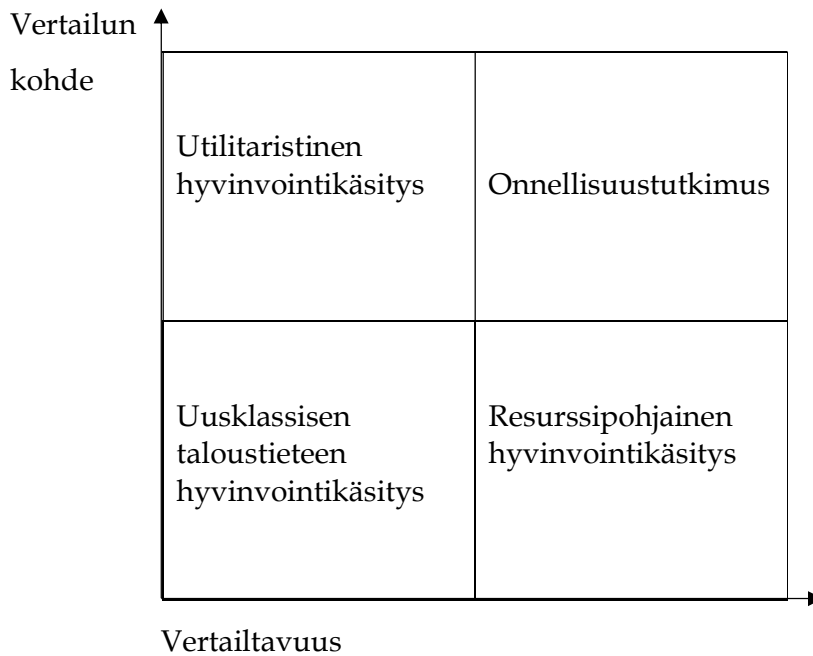 Vertailun
kohde
Utilitaristinen
hyvinvointikäsitys
Onnellisuustutkimus
Uusklassisen
taloustieteen
hyvinvointikäsitys
Resurssipohjainen
hyvinvointikäsitys
Vertailtavuus